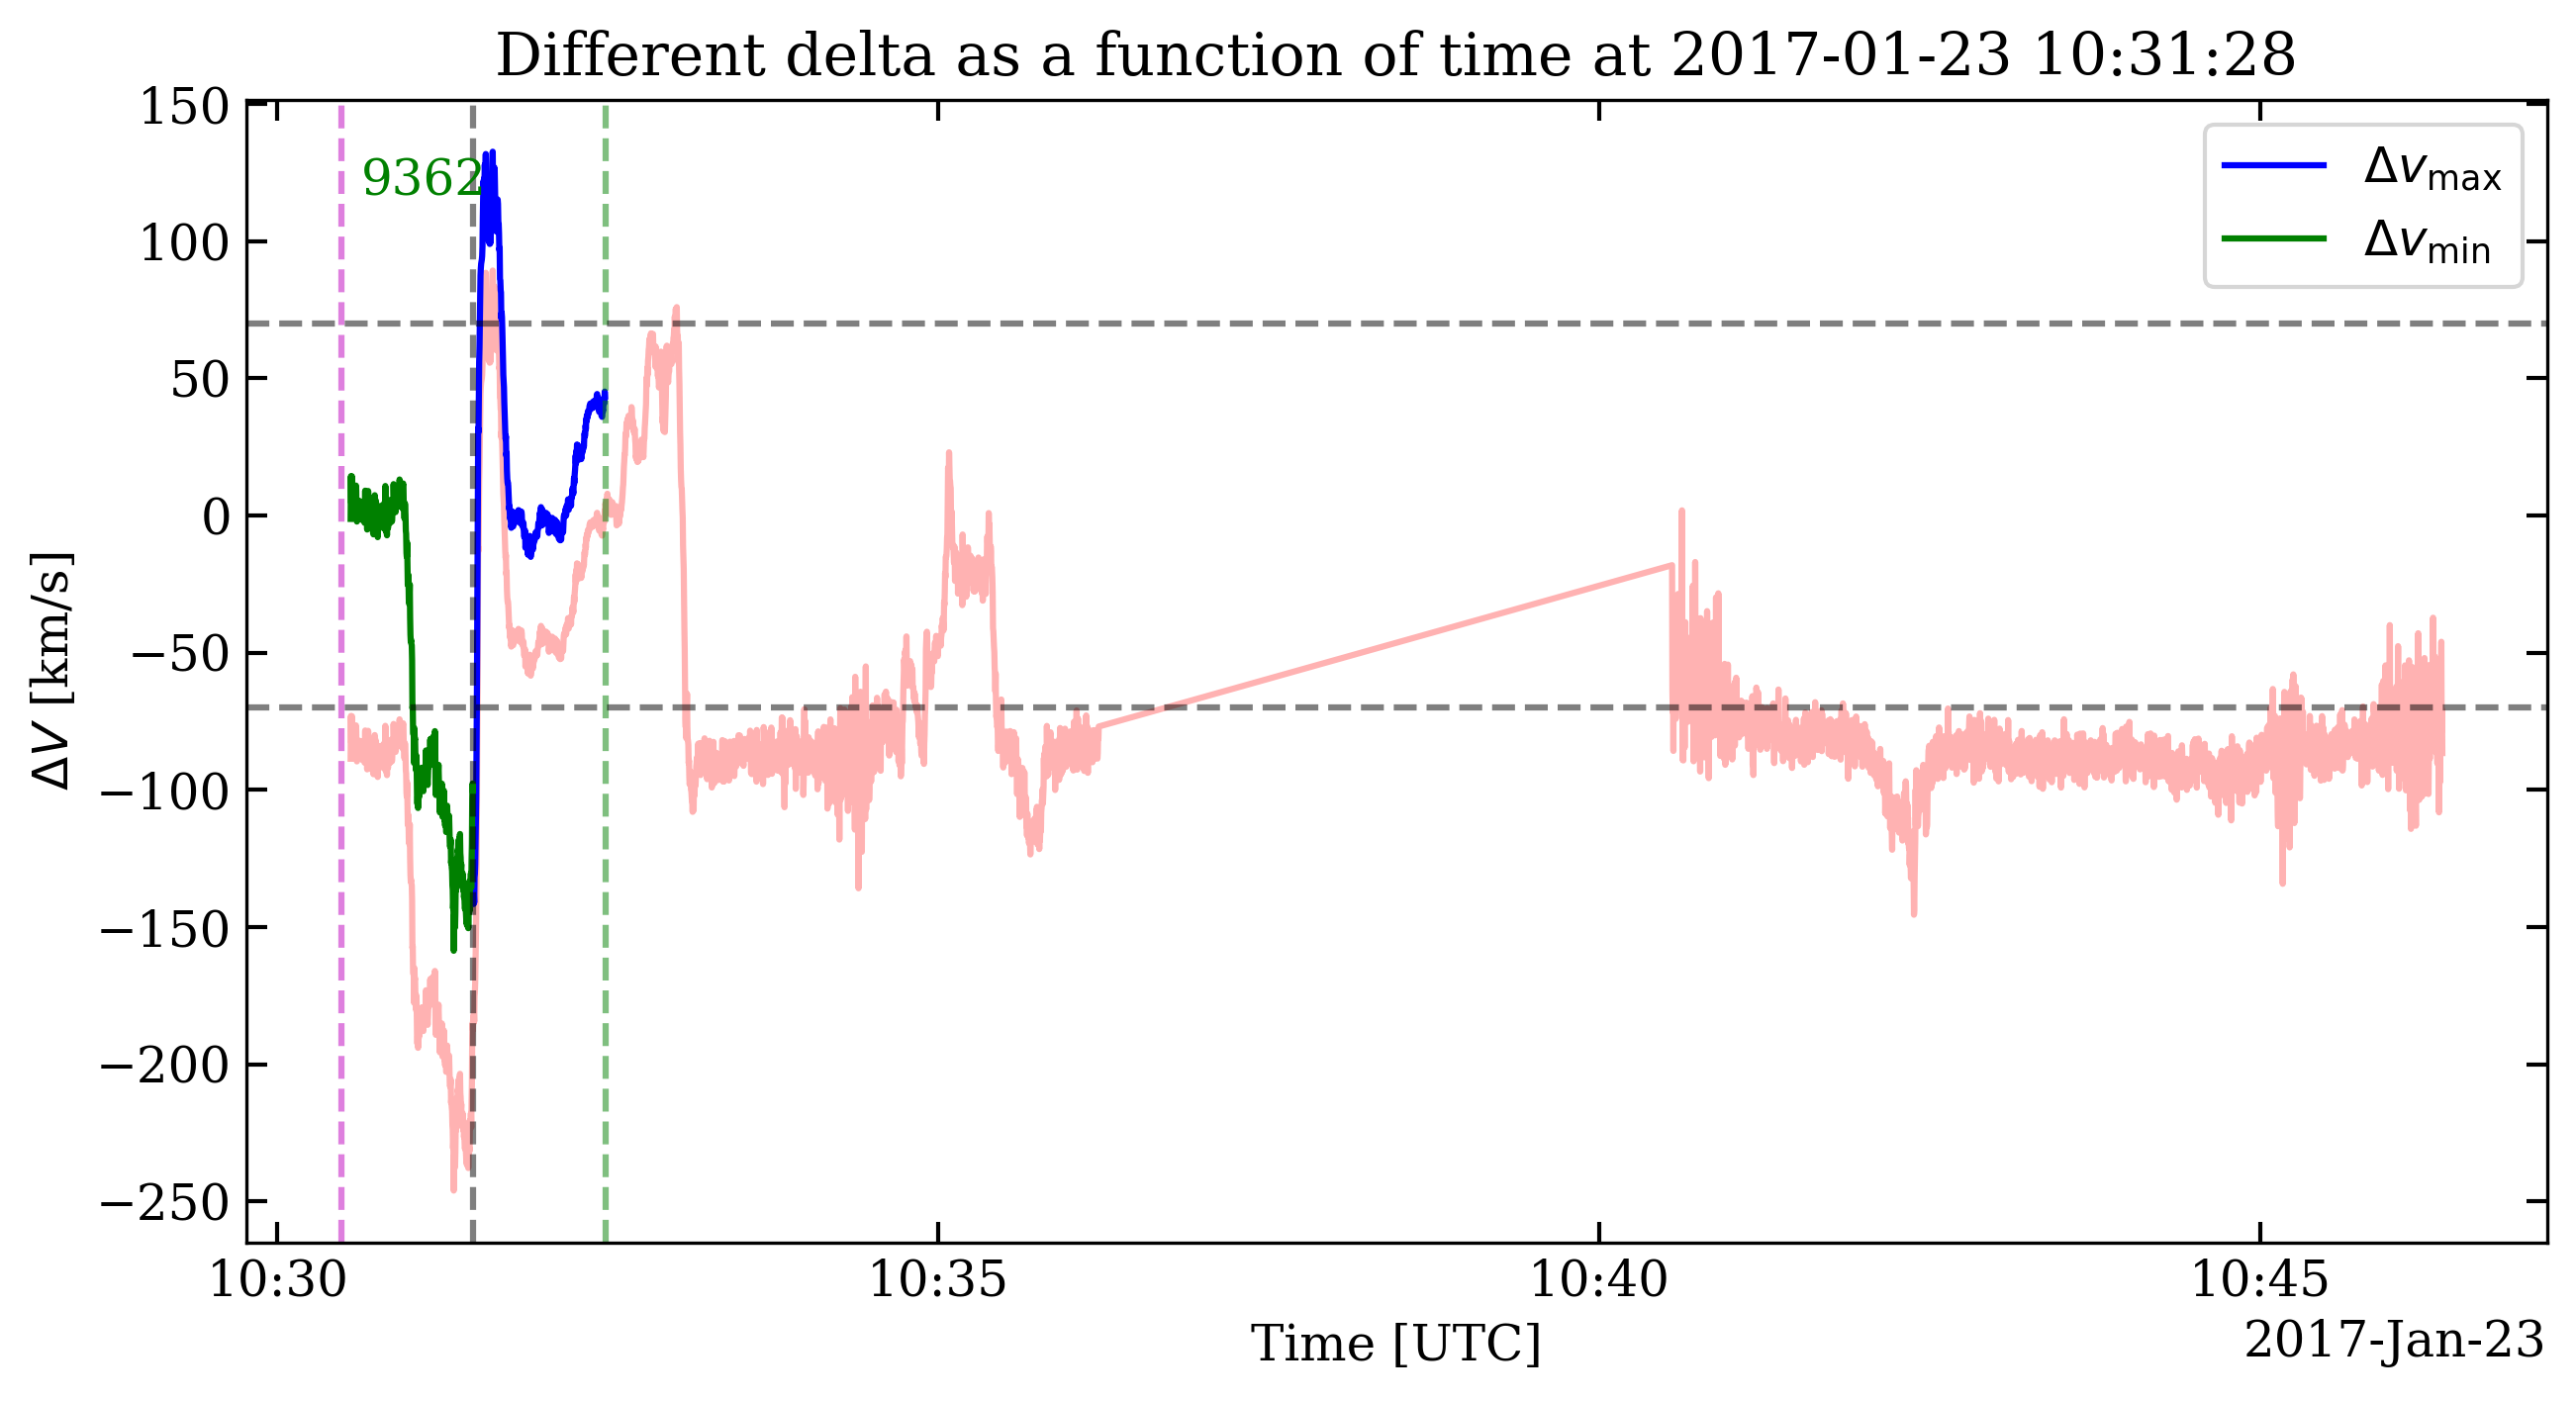 Different delta as a function of time at 2017-01-23 10:31:28
150
100
50
0
−50
−100
−150
−200
−250
ΔV [km/s]
9362
Δv_max
Δv_min
10:30 10:35 10:40 10:45
Time [UTC]
2017-Jan-23